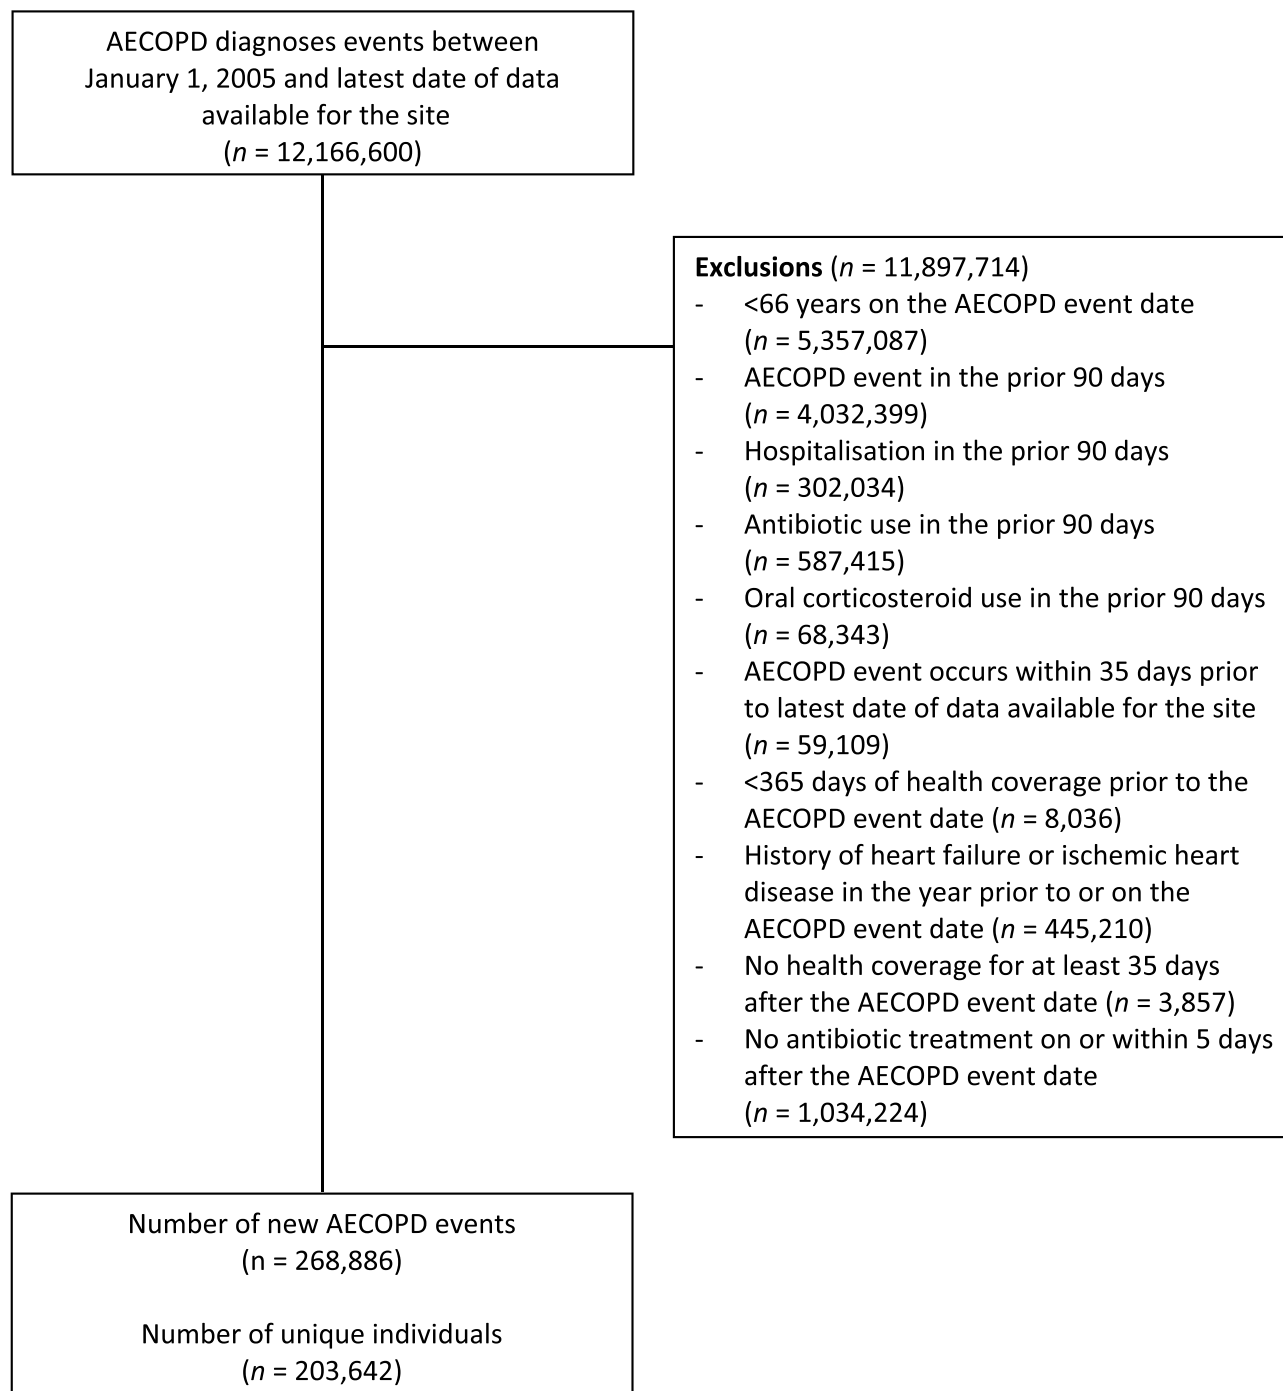 AECOPD diagnoses events between
January 1, 2005 and latest date of data
available for the site
(n = 12,166,600)
Exclusions (n = 11,897,714)
- <66 years on the AECOPD event date
(n = 5,357,087)
- AECOPD event in the prior 90 days
(n = 4,032,399)
- Hospitalisation in the prior 90 days
(n = 302,034)
- Antibiotic use in the prior 90 days
(n = 587,415)
- Oral corticosteroid use in the prior 90 days
(n = 68,343)
- AECOPD event occurs within 35 days prior
to latest date of data available for the site
(n = 59,109)
- <365 days of health coverage prior to the
AECOPD event date (n = 8,036)
- History of heart failure or ischemic heart
disease in the year prior to or on the
AECOPD event date (n = 445,210)
- No health coverage for at least 35 days
after the AECOPD event date (n = 3,857)
- No antibiotic treatment on or within 5 days
after the AECOPD event date
(n = 1,034,224)
Number of new AECOPD events
(n = 268,886)
Number of unique individuals
(n = 203,642)